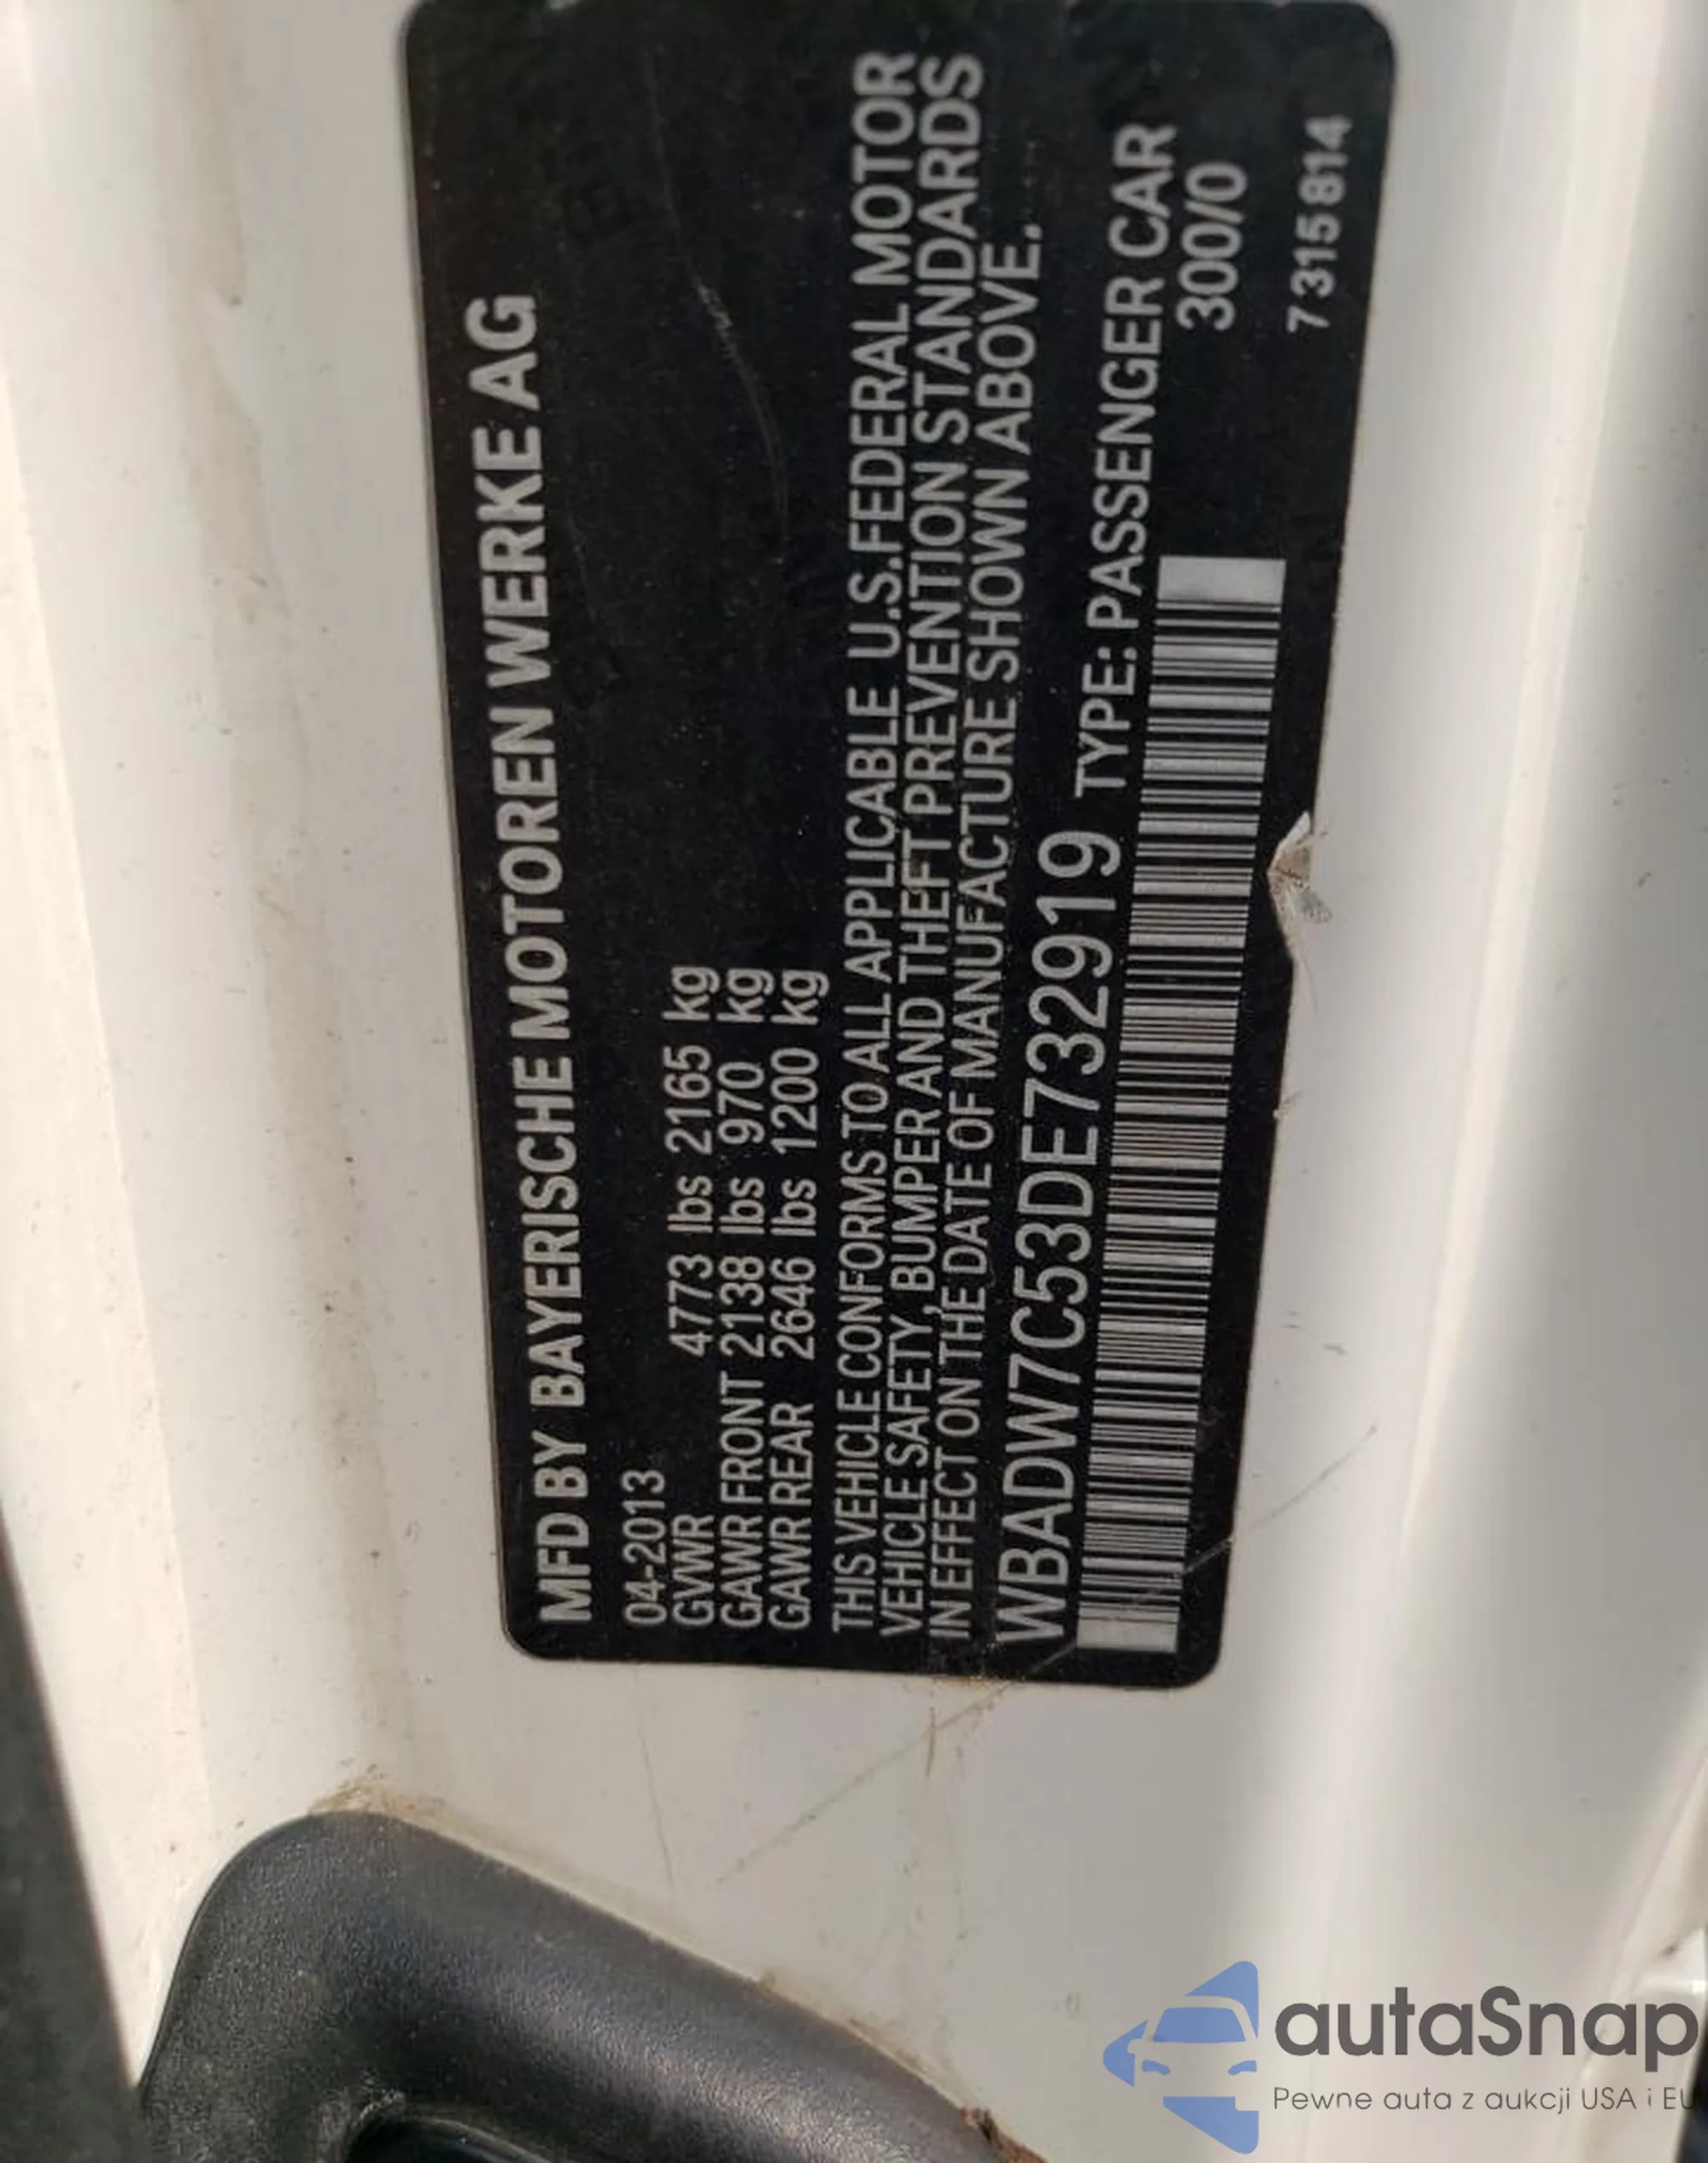 MFD BY BAYERISCHE MOTOREN WERKE AG
04-2013
GVWR 4773 lbs 2165 kg
GAWR FRONT 2138 lbs 970 kg
GAWR REAR 2646 lbs 1200 kg
THIS VEHICLE CONFORMS TO ALL APPLICABLE U.S.FEDERAL MOTOR
VEHICLE SAFETY, BUMPER AND THEFT PREVENTION STANDARDS
IN EFFECT ON THE DATE OF MANUFACTURE SHOWN ABOVE.
WBADW7C53DE732919 TYPE: PASSENGER CAR
300/0
7315814
autaSnap
Pewne auta z aukcji USA i EU